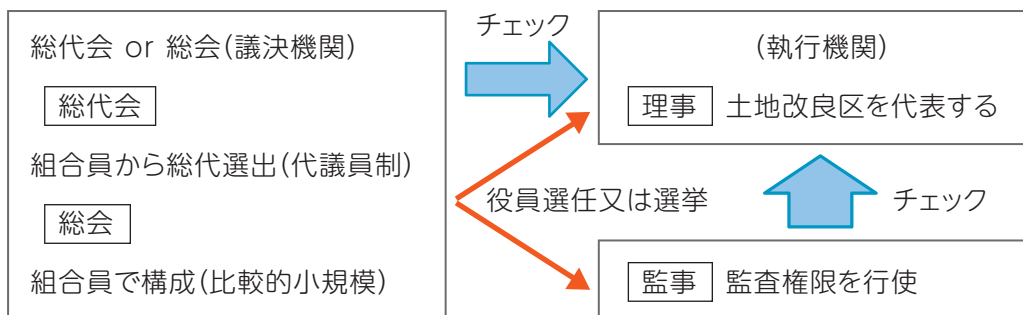 総代会 or 総会(議決機関)
総代会
組合員から総代選出(代議員制)
総会
組合員で構成(比較的小規模)
チェック
役員選任又は選挙
(執行機関)
理事 土地改良区を代表する
チェック
監事 監査権限を行使